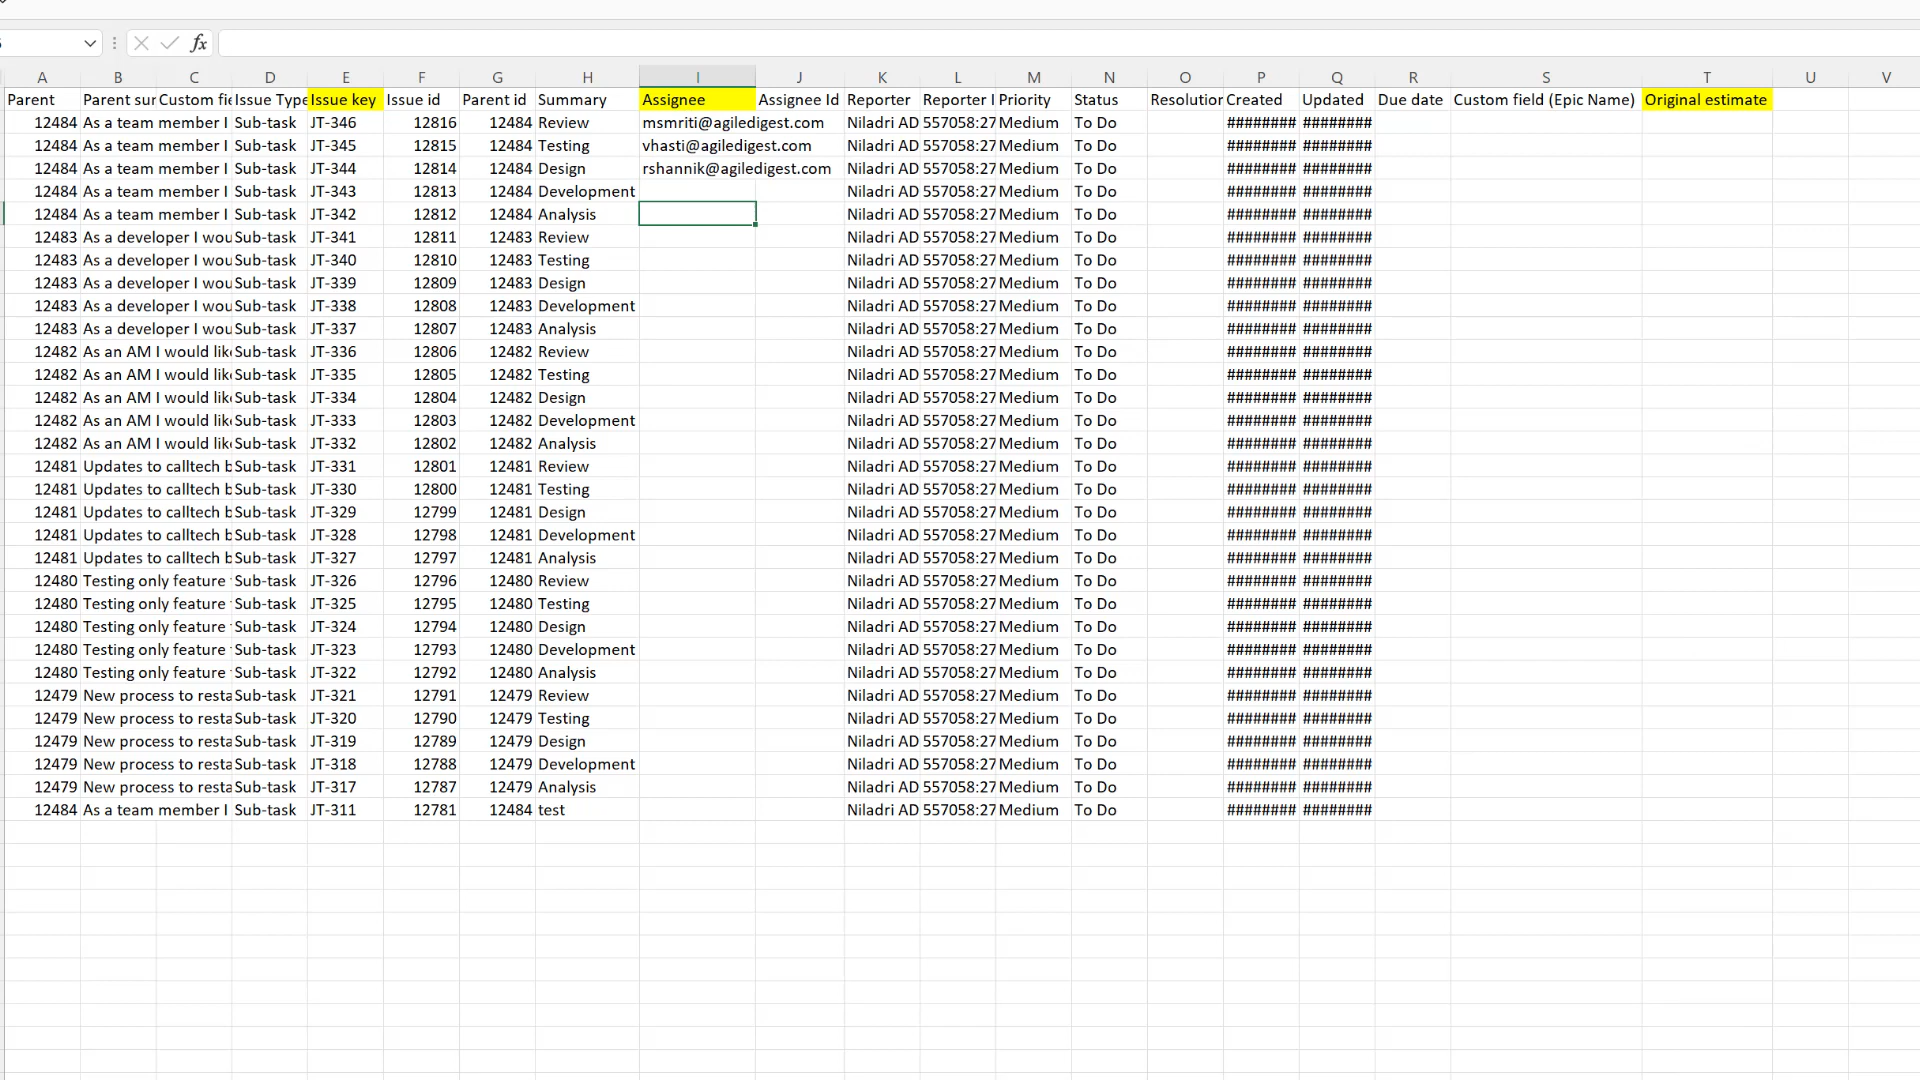 fx
A B C D E F G H I J K L M N O P Q R S T U V
Parent Parent sur Custom fie Issue Type Issue key Issue id Parent id Summary Assignee Assignee Id Reporter Reporter I Priority Status Resolution Created Updated Due date Custom field (Epic Name) Original estimate
12484 As a team member I Sub-task JT-346 12816 12484 Review msmriti@agiledigest.com Niladri AD 557058:27 Medium To Do ######## ########
12484 As a team member I Sub-task JT-345 12815 12484 Testing vhasti@agiledigest.com Niladri AD 557058:27 Medium To Do ######## ########
12484 As a team member I Sub-task JT-344 12814 12484 Design rshannik@agiledigest.com Niladri AD 557058:27 Medium To Do ######## ########
12484 As a team member I Sub-task JT-343 12813 12484 Development Niladri AD 557058:27 Medium To Do ######## ########
12484 As a team member I Sub-task JT-342 12812 12484 Analysis Niladri AD 557058:27 Medium To Do ######## ########
12483 As a developer I wou Sub-task JT-341 12811 12483 Review Niladri AD 557058:27 Medium To Do ######## ########
12483 As a developer I wou Sub-task JT-340 12810 12483 Testing Niladri AD 557058:27 Medium To Do ######## ########
12483 As a developer I wou Sub-task JT-339 12809 12483 Design Niladri AD 557058:27 Medium To Do ######## ########
12483 As a developer I wou Sub-task JT-338 12808 12483 Development Niladri AD 557058:27 Medium To Do ######## ########
12483 As a developer I wou Sub-task JT-337 12807 12483 Analysis Niladri AD 557058:27 Medium To Do ######## ########
12482 As an AM I would like Sub-task JT-336 12806 12482 Review Niladri AD 557058:27 Medium To Do ######## ########
12482 As an AM I would like Sub-task JT-335 12805 12482 Testing Niladri AD 557058:27 Medium To Do ######## ########
12482 As an AM I would like Sub-task JT-334 12804 12482 Design Niladri AD 557058:27 Medium To Do ######## ########
12482 As an AM I would like Sub-task JT-333 12803 12482 Development Niladri AD 557058:27 Medium To Do ######## ########
12482 As an AM I would like Sub-task JT-332 12802 12482 Analysis Niladri AD 557058:27 Medium To Do ######## ########
12481 Updates to calltech b Sub-task JT-331 12801 12481 Review Niladri AD 557058:27 Medium To Do ######## ########
12481 Updates to calltech b Sub-task JT-330 12800 12481 Testing Niladri AD 557058:27 Medium To Do ######## ########
12481 Updates to calltech b Sub-task JT-329 12799 12481 Design Niladri AD 557058:27 Medium To Do ######## ########
12481 Updates to calltech b Sub-task JT-328 12798 12481 Development Niladri AD 557058:27 Medium To Do ######## ########
12481 Updates to calltech b Sub-task JT-327 12797 12481 Analysis Niladri AD 557058:27 Medium To Do ######## ########
12480 Testing only feature Sub-task JT-326 12796 12480 Review Niladri AD 557058:27 Medium To Do ######## ########
12480 Testing only feature Sub-task JT-325 12795 12480 Testing Niladri AD 557058:27 Medium To Do ######## ########
12480 Testing only feature Sub-task JT-324 12794 12480 Design Niladri AD 557058:27 Medium To Do ######## ########
12480 Testing only feature Sub-task JT-323 12793 12480 Development Niladri AD 557058:27 Medium To Do ######## ########
12480 Testing only feature Sub-task JT-322 12792 12480 Analysis Niladri AD 557058:27 Medium To Do ######## ########
12479 New process to resta Sub-task JT-321 12791 12479 Review Niladri AD 557058:27 Medium To Do ######## ########
12479 New process to resta Sub-task JT-320 12790 12479 Testing Niladri AD 557058:27 Medium To Do ######## ########
12479 New process to resta Sub-task JT-319 12789 12479 Design Niladri AD 557058:27 Medium To Do ######## ########
12479 New process to resta Sub-task JT-318 12788 12479 Development Niladri AD 557058:27 Medium To Do ######## ########
12479 New process to resta Sub-task JT-317 12787 12479 Analysis Niladri AD 557058:27 Medium To Do ######## ########
12484 As a team member I Sub-task JT-311 12781 12484 test Niladri AD 557058:27 Medium To Do ######## ########